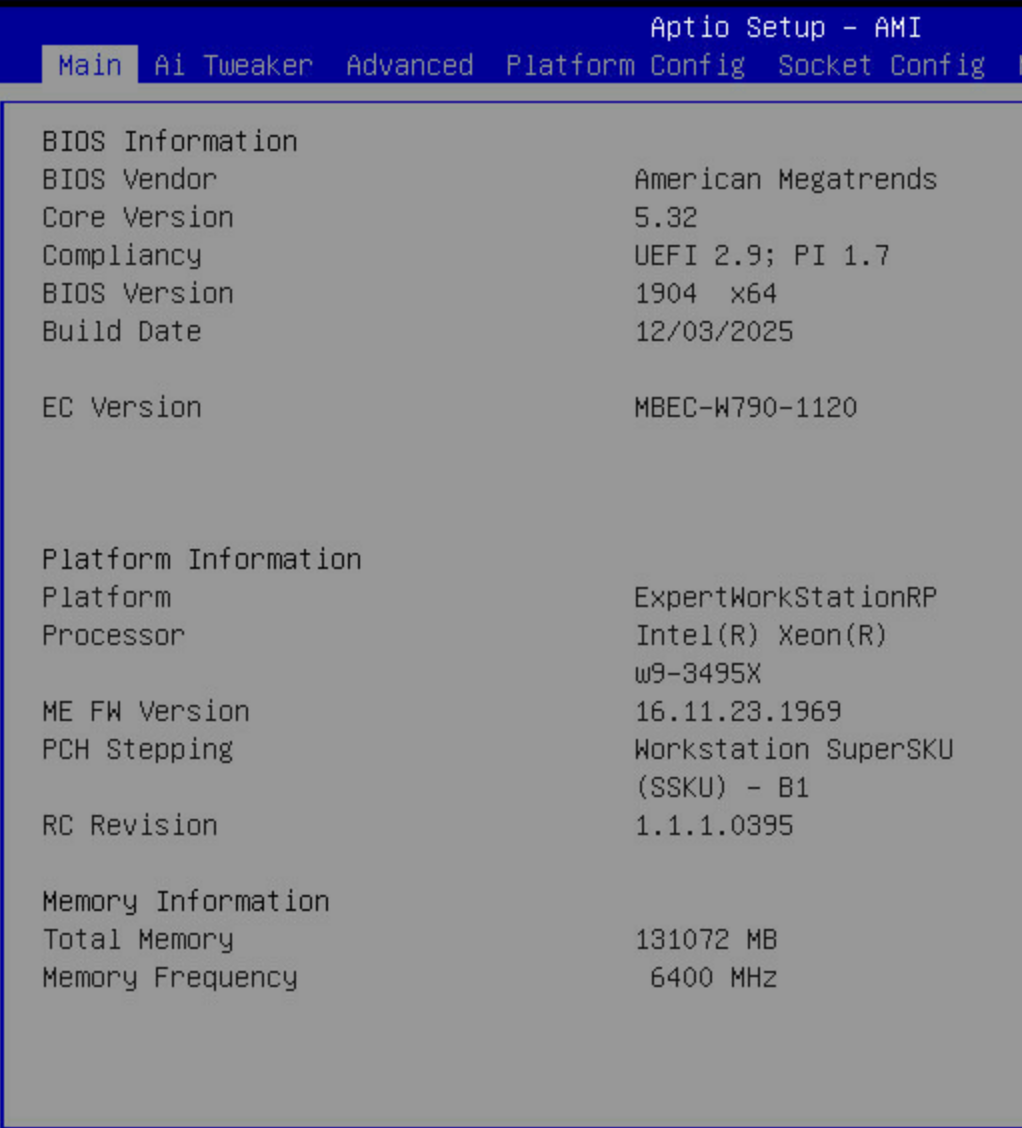 Aptio Setup – AMI
Main Ai Tweaker Advanced Platform Config Socket Config
BIOS Information
BIOS Vendor American Megatrends
Core Version 5.32
Compliancy UEFI 2.9; PI 1.7
BIOS Version 1904 x64
Build Date 12/03/2025
EC Version MBEC-W790-1120
Platform Information
Platform ExpertWorkStationRP
Processor Intel(R) Xeon(R)
w9-3495X
ME FW Version 16.11.23.1969
PCH Stepping Workstation SuperSKU
(SSKU) - B1
RC Revision 1.1.1.0395
Memory Information
Total Memory 131072 MB
Memory Frequency 6400 MHz